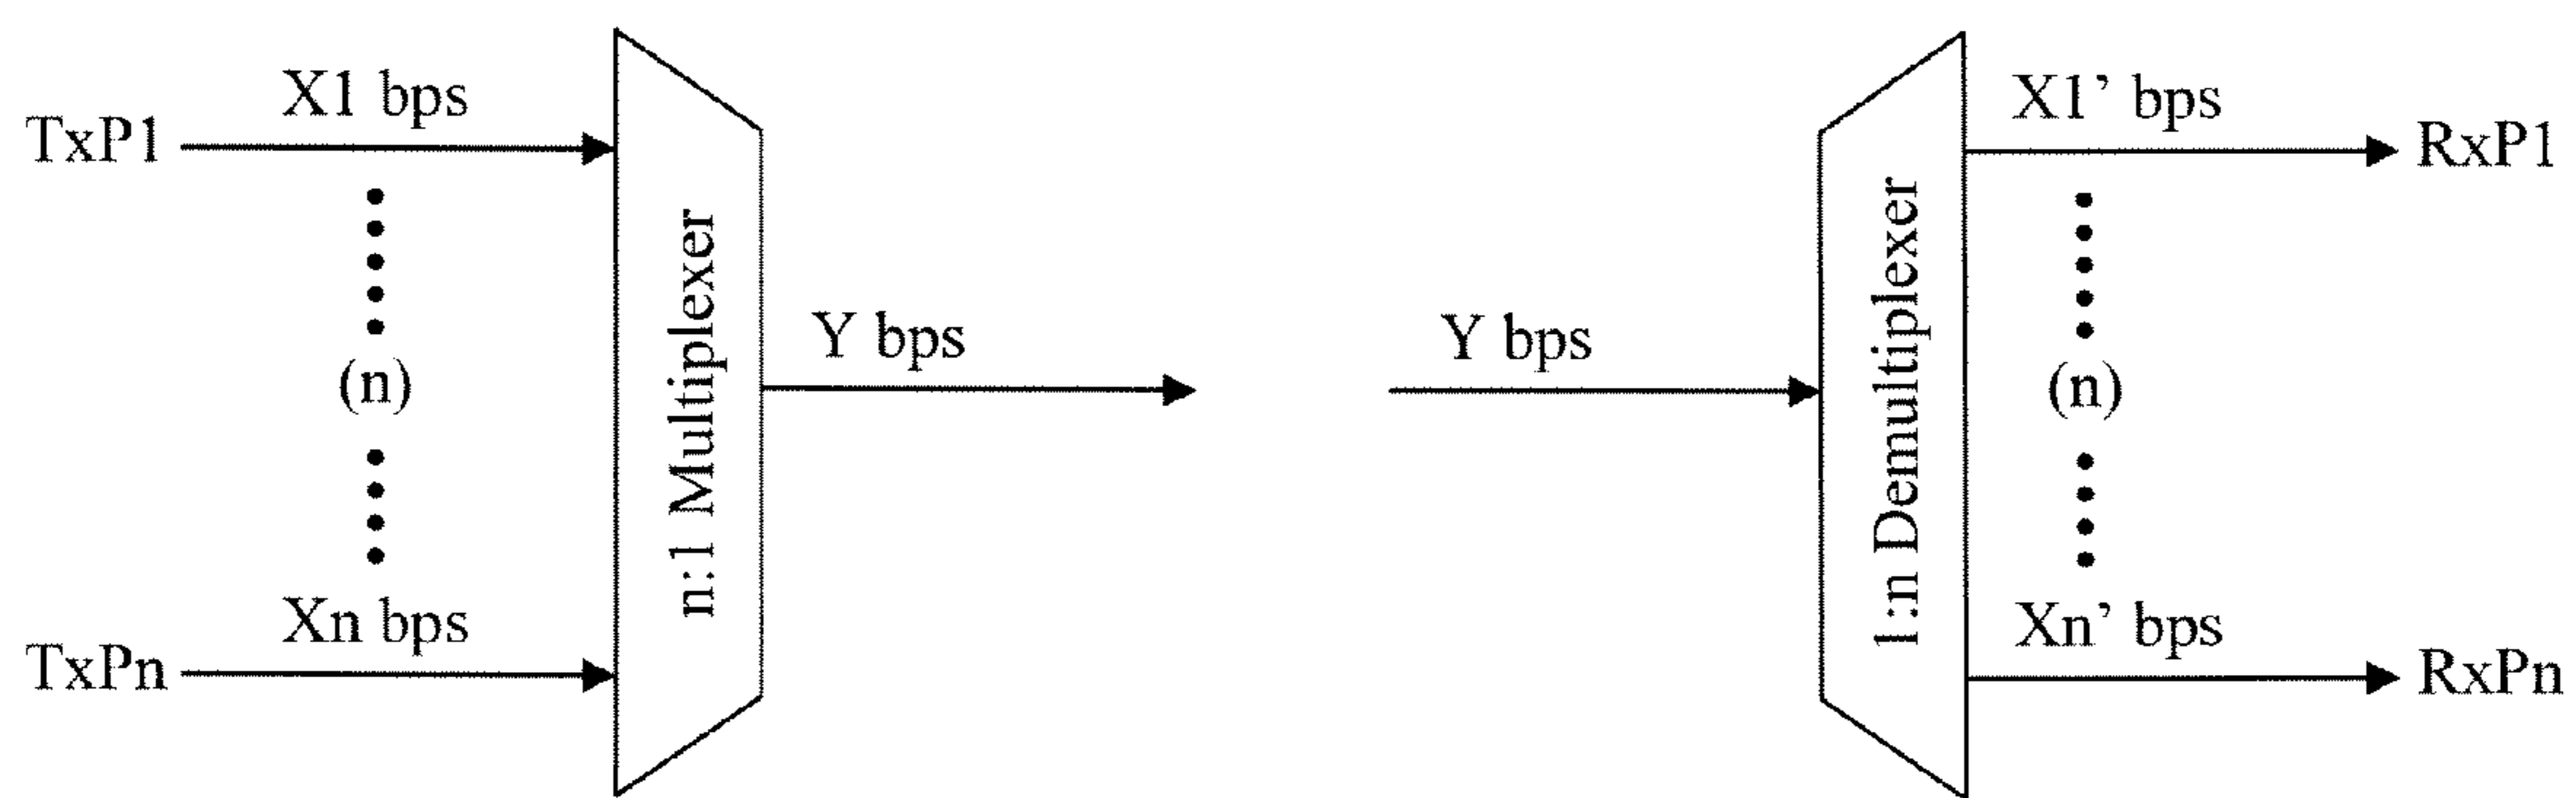 X1 bps
TxP1
(n)
Xn bps
TxPn
n:1 Multiplexer
Y bps
Y bps
1:n Demultiplexer
X1’ bps
RxP1
(n)
Xn’ bps
RxPn